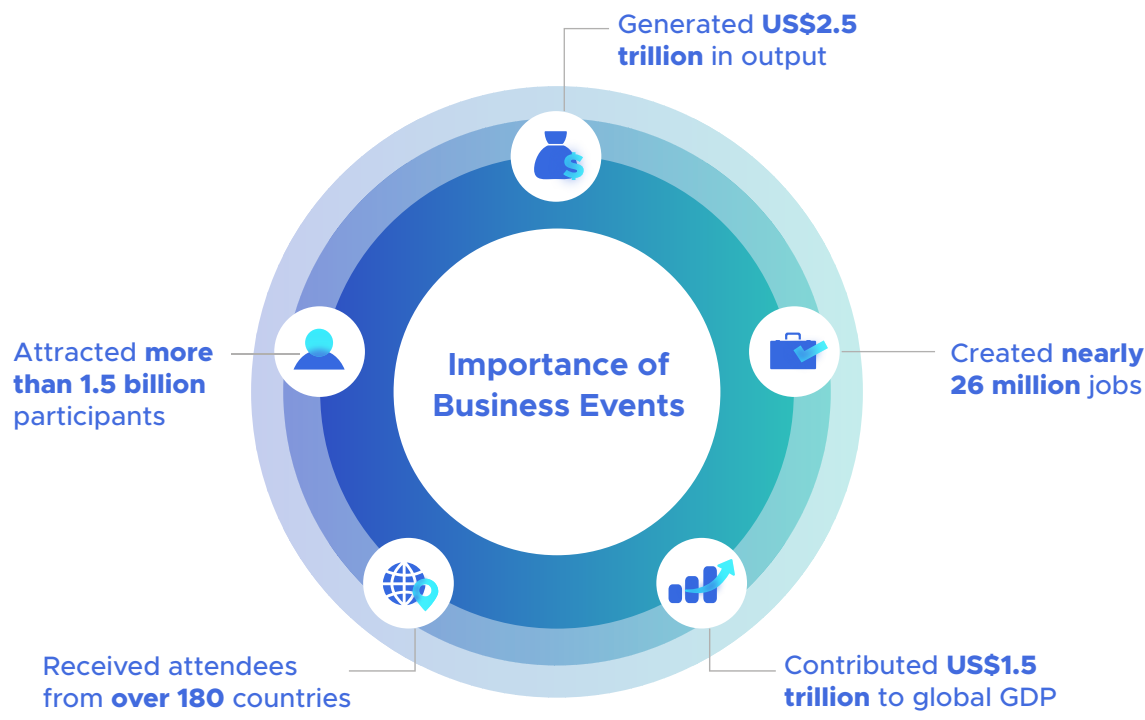 Generated US$2.5
trillion in output
Importance of
Business Events
Attracted more
than 1.5 billion
participants
Created nearly
26 million jobs
Received attendees
from over 180 countries
Contributed US$1.5
trillion to global GDP
$